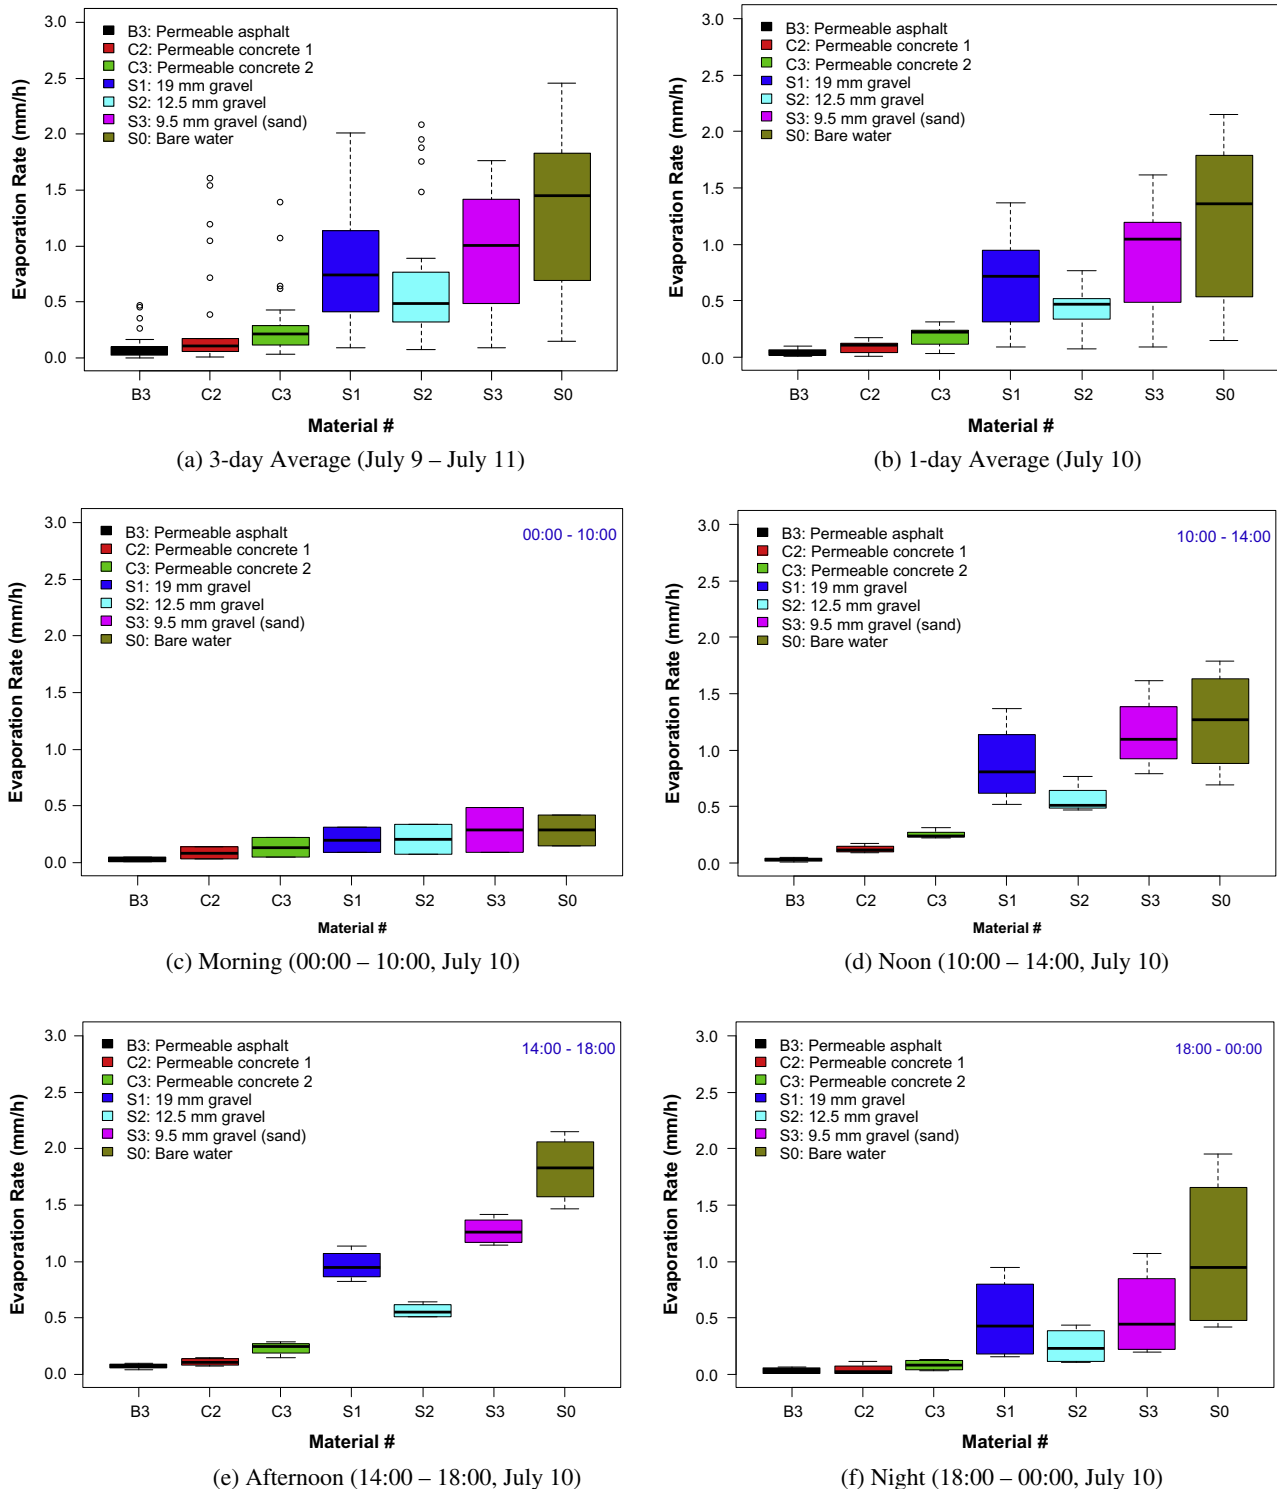 3.0
2.5
2.0
1.5
1.0
0.5
0.0
Evaporation Rate (mm/h)
B3: Permeable asphalt
C2: Permeable concrete 1
C3: Permeable concrete 2
S1: 19 mm gravel
S2: 12.5 mm gravel
S3: 9.5 mm gravel (sand)
S0: Bare water
B3 C2 C3 S1 S2 S3 S0
Material #
(a) 3-day Average (July 9 – July 11)
3.0
2.5
2.0
1.5
1.0
0.5
0.0
Evaporation Rate (mm/h)
B3: Permeable asphalt
C2: Permeable concrete 1
C3: Permeable concrete 2
S1: 19 mm gravel
S2: 12.5 mm gravel
S3: 9.5 mm gravel (sand)
S0: Bare water
B3 C2 C3 S1 S2 S3 S0
Material #
(b) 1-day Average (July 10)
3.0
2.5
2.0
1.5
1.0
0.5
0.0
Evaporation Rate (mm/h)
B3: Permeable asphalt
C2: Permeable concrete 1
C3: Permeable concrete 2
S1: 19 mm gravel
S2: 12.5 mm gravel
S3: 9.5 mm gravel (sand)
S0: Bare water
00:00 - 10:00
B3 C2 C3 S1 S2 S3 S0
Material #
(c) Morning (00:00 – 10:00, July 10)
3.0
2.5
2.0
1.5
1.0
0.5
0.0
Evaporation Rate (mm/h)
B3: Permeable asphalt
C2: Permeable concrete 1
C3: Permeable concrete 2
S1: 19 mm gravel
S2: 12.5 mm gravel
S3: 9.5 mm gravel (sand)
S0: Bare water
10:00 - 14:00
B3 C2 C3 S1 S2 S3 S0
Material #
(d) Noon (10:00 – 14:00, July 10)
3.0
2.5
2.0
1.5
1.0
0.5
0.0
Evaporation Rate (mm/h)
B3: Permeable asphalt
C2: Permeable concrete 1
C3: Permeable concrete 2
S1: 19 mm gravel
S2: 12.5 mm gravel
S3: 9.5 mm gravel (sand)
S0: Bare water
14:00 - 18:00
B3 C2 C3 S1 S2 S3 S0
Material #
(e) Afternoon (14:00 – 18:00, July 10)
3.0
2.5
2.0
1.5
1.0
0.5
0.0
Evaporation Rate (mm/h)
B3: Permeable asphalt
C2: Permeable concrete 1
C3: Permeable concrete 2
S1: 19 mm gravel
S2: 12.5 mm gravel
S3: 9.5 mm gravel (sand)
S0: Bare water
18:00 - 00:00
B3 C2 C3 S1 S2 S3 S0
Material #
(f) Night (18:00 – 00:00, July 10)